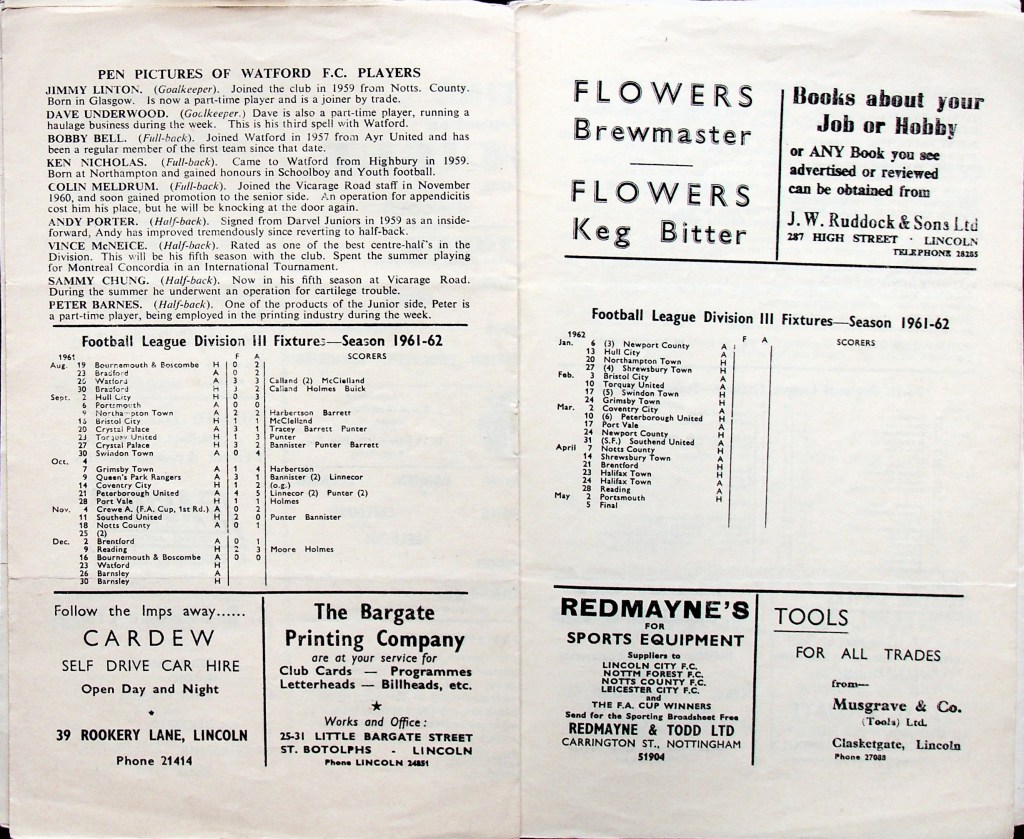 PEN PICTURES OF WATFORD F.C. PLAYERS
JIMMY LINTON. (Goalkeeper). Joined the club in 1959 from Notts. County.
Born in Glasgow. Is now a part-time player and is a joiner by trade.
DAVE UNDERWOOD. (Goalkeeper.) Dave is also a part-time player, running a
haulage business during the week. This is his third spell with Watford.
BOBBY BELL. (Full-back). Joined Watford in 1957 from Ayr United and has
been a regular member of the first team since that date.
KEN NICHOLAS. (Full-back). Came to Watford from Highbury in 1959.
Born at Northampton and gained honours in Schoolboy and Youth football.
COLIN MELDRUM. (Full-back). Joined the Vicarage Road staff in November
1960, and soon gained promotion to the senior side. An operation for appendicitis
cost him his place, but he will be knocking at the door again.
ANDY PORTER. (Half-back). Signed from Darvel Juniors in 1959 as an inside-
forward, Andy has improved tremendously since reverting to half-back.
VINCE McNEICE. (Half-back). Rated as one of the best centre-half's in the
Division. This will be his fifth season with the club. Spent the summer playing
for Montreal Concordia in an International Tournament.
SAMMY CHUNG. (Half-back). Now in his fifth season at Vicarage Road.
During the summer he underwent an operation for cartilege trouble.
PETER BARNES. (Half-back). One of the products of the Junior side, Peter is
a part-time player, being employed in the printing industry during the week.
Football League Division III Fixtures—Season 1961-62
1961 F A SCORERS
Aug. 19 Bournemouth & Boscombe H 0 2
23 Bradford A 0 2
26 Watford A 3 3 Calland (2) McClelland
30 Bradford H 3 2 Calland Holmes Buick
Sept. 2 Hull City H 0 3
6 Portsmouth A 0 0
9 Northampton Town A 2 2 Harbertson Barrett
16 Bristol City H 1 1 McClelland
20 Crystal Palace A 3 1 Tracey Barrett Punter
23 Torquay United H 1 3 Punter
27 Crystal Palace H 3 2 Bannister Punter Barrett
30 Swindon Town A 0 4
Oct. 4
7 Grimsby Town A 1 4 Harbertson
9 Queen's Park Rangers A 3 1 Bannister (2) Linnecor
14 Coventry City H 1 2 (o.g.)
21 Peterborough United A 4 5 Linnecor (2) Punter (2)
28 Port Vale H 1 1 Holmes
Nov. 4 Crewe A. (F.A. Cup, 1st Rd.) A 0 2
11 Southend United H 2 0 Punter Bannister
18 Notts County A 0 1
25 (2)
Dec. 2 Brentford A 0 1
9 Reading H 2 3 Moore Holmes
16 Bournemouth & Boscombe A 0 0
23 Watford H
26 Barnsley A
30 Barnsley H
Follow the Imps away......
CARDEW
SELF DRIVE CAR HIRE
Open Day and Night
39 ROOKERY LANE, LINCOLN
Phone 21414
The Bargate
Printing Company
are at your service for
Club Cards — Programmes
Letterheads — Billheads, etc.
Works and Office:
25-31 LITTLE BARGATE STREET
ST. BOTOLPHS - LINCOLN
Phone LINCOLN 24851
FLOWERS
Brewmaster
FLOWERS
Keg Bitter
Books about your
Job or Hobby
or ANY Book you see
advertised or reviewed
can be obtained from
J. W. Ruddock & Sons Ltd
287 HIGH STREET · LINCOLN
TELEPHONE 28285
Football League Division III Fixtures—Season 1961-62
1962 F A SCORERS
Jan. 6 (3) Newport County A
13 Hull City A
20 Northampton Town H
27 (4) Shrewsbury Town H
Feb. 3 Bristol City A
10 Torquay United A
17 (5) Swindon Town H
24 Grimsby Town H
Mar. 2 Coventry City A
10 (6) Peterborough United H
17 Port Vale A
24 Newport County H
31 (S.F.) Southend United A
April 7 Notts County H
14 Shrewsbury Town A
21 Brentford H
23 Halifax Town A
24 Halifax Town H
28 Reading A
May 2 Portsmouth H
5 Final
REDMAYNE'S
FOR
SPORTS EQUIPMENT
Suppliers to
LINCOLN CITY F.C.
NOTTM FOREST F.C.
NOTTS COUNTY F.C.
LEICESTER CITY F.C.
and
THE F.A. CUP WINNERS
Send for the Sporting Broadsheet Free
REDMAYNE & TODD LTD
CARRINGTON ST., NOTTINGHAM
51904
TOOLS
FOR ALL TRADES
from—
Musgrave & Co.
(Tools) Ltd.
Clasketgate, Lincoln
Phone 27088